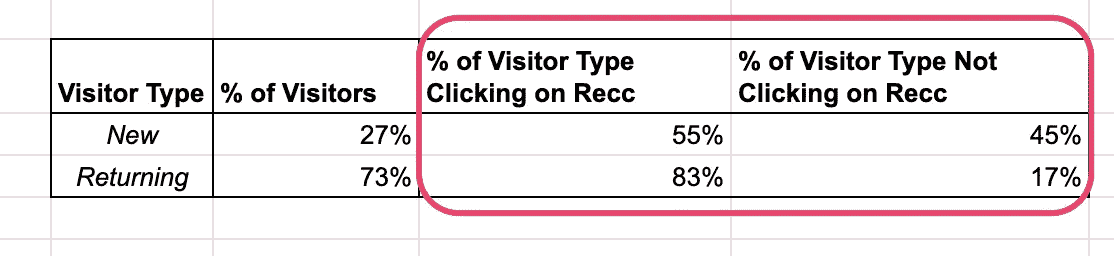 Visitor Type % of Visitors % of Visitor Type Clicking on Recc % of Visitor Type Not Clicking on Recc
New 27% 55% 45%
Returning 73% 83% 17%